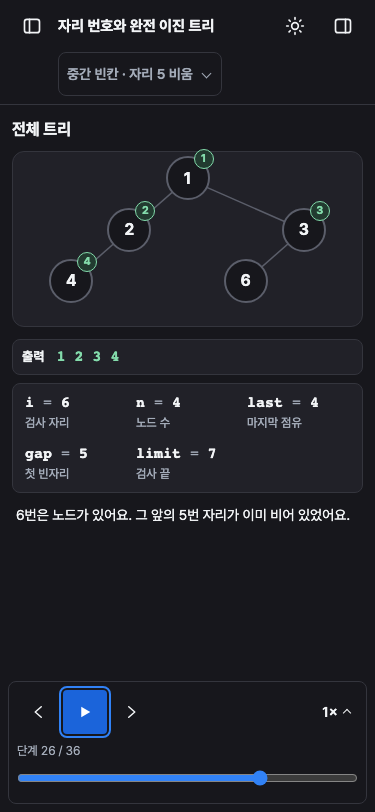 자리 번호와 완전 이진 트리
중간 빈칸 · 자리 5 비움
전체 트리
1
1
2
2
3
3
4
4
6
출력 1 2 3 4
i = 6 n = 4 last = 4
검사 자리 노드 수 마지막 점유
gap = 5 limit = 7
첫 빈자리 검사 끝
6번은 노드가 있어요. 그 앞의 5번 자리가 이미 비어 있었어요.
1×
단계 26 / 36